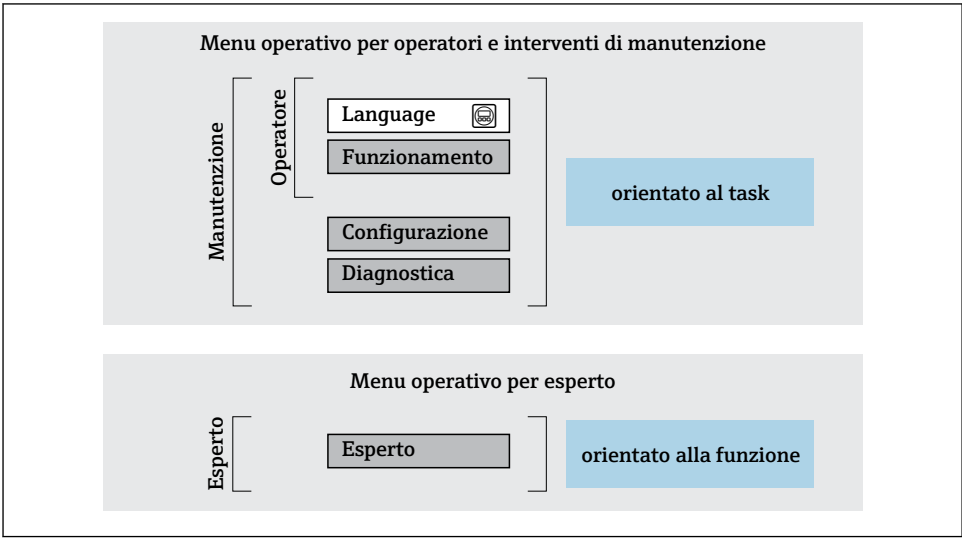 Menu operativo per operatori e interventi di manutenzione
Manutenzione
Operatore
Language
Funzionamento
Configurazione
Diagnostica
orientato al task
Menu operativo per esperto
Esperto
Esperto
orientato alla funzione